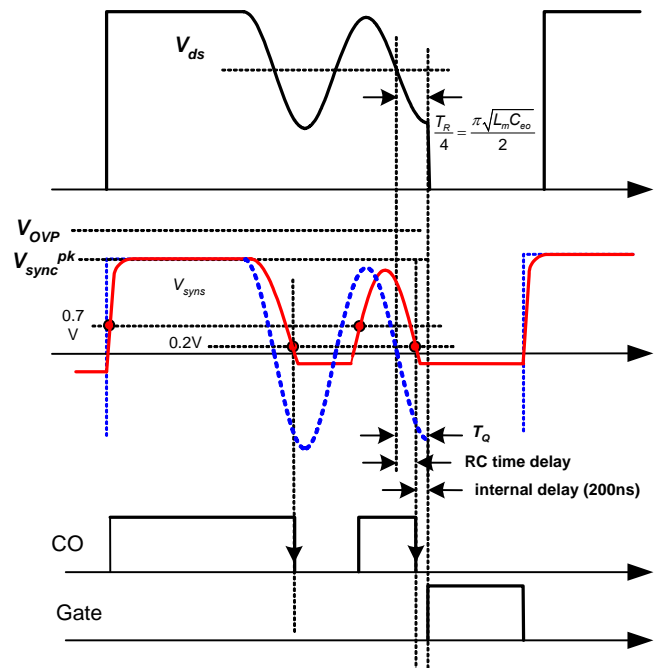 V_ds
T_R/4 = π√(L_m C_eo)/2
V_OVP
V_sync^pk
V_syns
0.7
V
0.2V
T_Q
RC time delay
internal delay (200ns)
CO
Gate